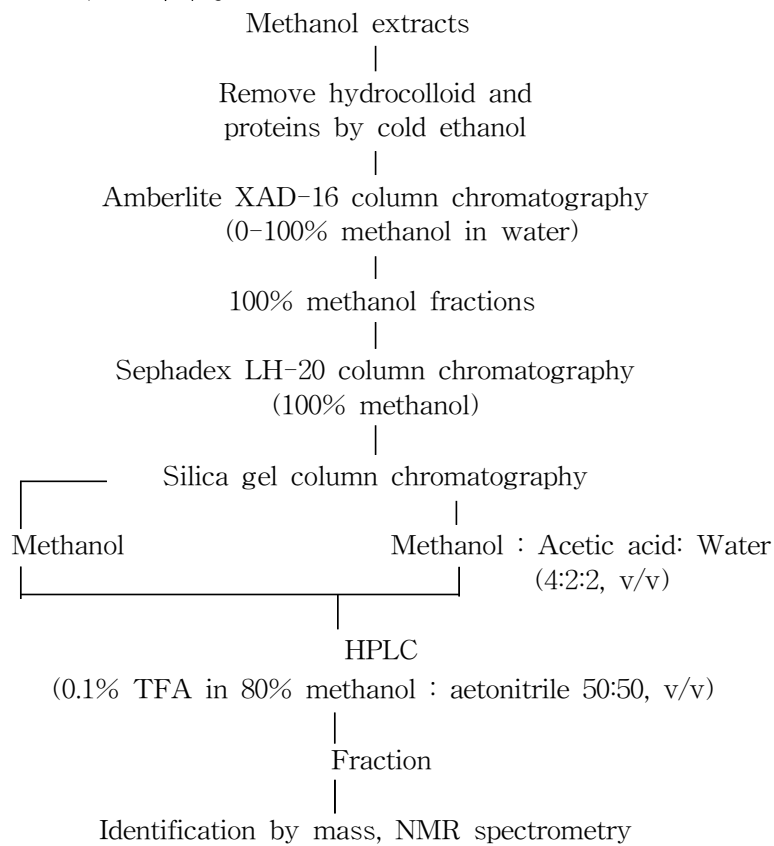 Methanol extracts
Remove hydrocolloid and
proteins by cold ethanol
Amberlite XAD-16 column chromatography
(0-100% methanol in water)
100% methanol fractions
Sephadex LH-20 column chromatography
(100% methanol)
Silica gel column chromatography
Methanol
Methanol : Acetic acid: Water
(4:2:2, v/v)
HPLC
(0.1% TFA in 80% methanol : aetonitrile 50:50, v/v)
Fraction
Identification by mass, NMR spectrometry